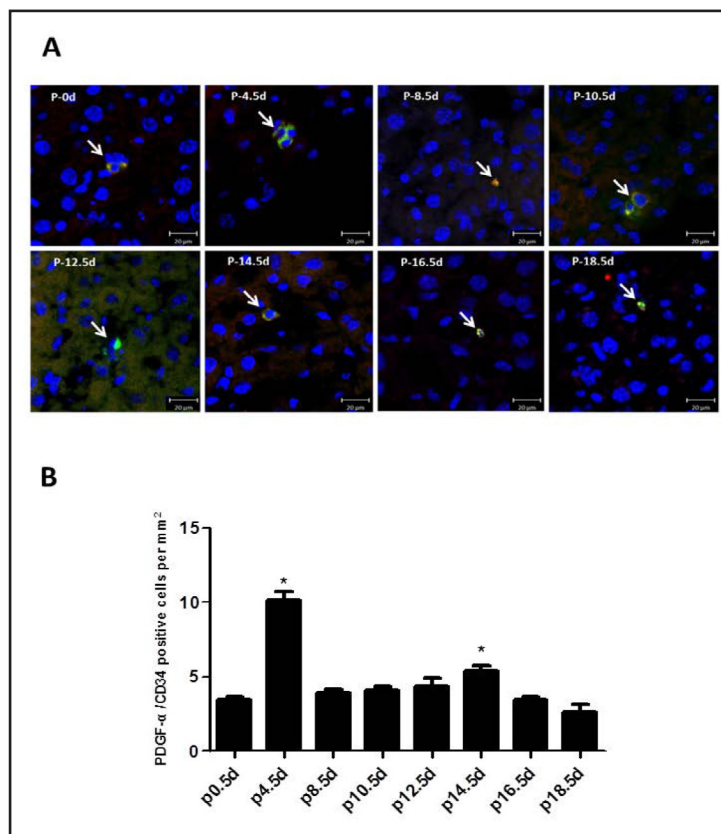 A
P-0d P-4.5d P-8.5d P-10.5d
20 μm 20 μm 20 μm 20 μm
P-12.5d P-14.5d P-16.5d P-18.5d
20 μm 20 μm 20 μm 20 μm
B
PDGF-α /CD34 positive cells per mm²
15
10
5
0
*
*
p0.5d p4.5d p8.5d p10.5d p12.5d p14.5d p16.5d p18.5d